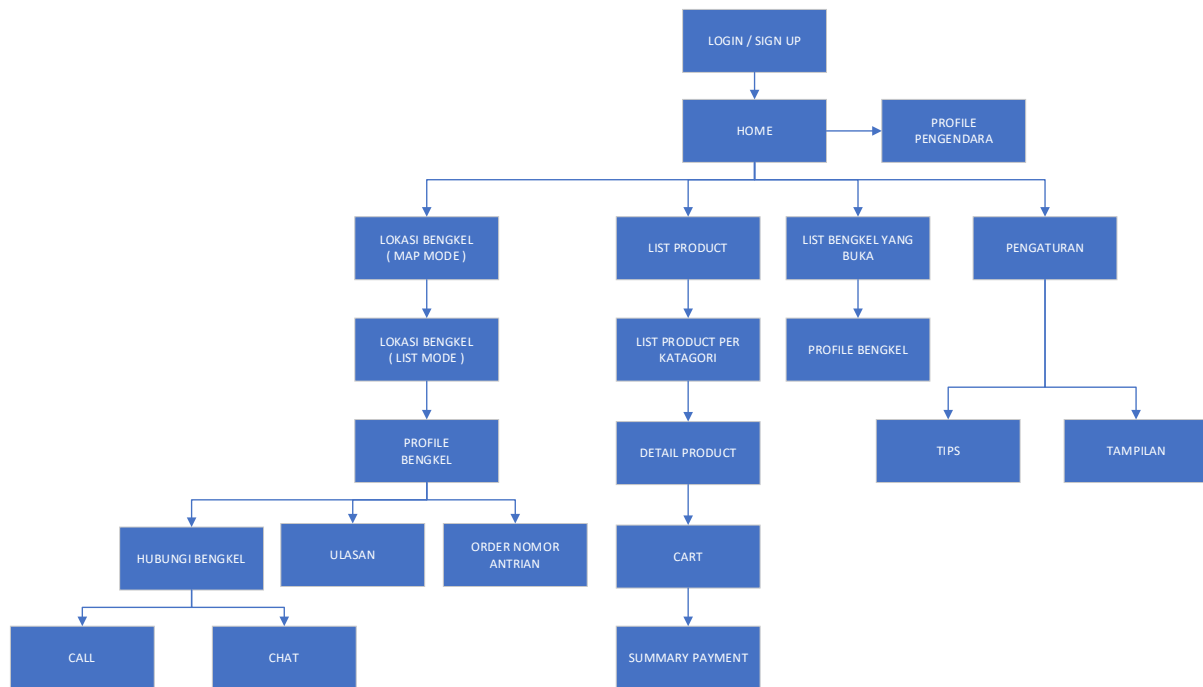 LOGIN / SIGN UP
HOME
PROFILE
PENGENDARA
LOKASI BENGKEL
( MAP MODE )
LIST PRODUCT
LIST BENGKEL YANG
BUKA
PENGATURAN
LOKASI BENGKEL
( LIST MODE )
LIST PRODUCT PER
KATAGORI
PROFILE BENGKEL
PROFILE
BENGKEL
DETAIL PRODUCT
TIPS
TAMPILAN
HUBUNGI BENGKEL
ULASAN
ORDER NOMOR
ANTRIAN
CART
CALL
CHAT
SUMMARY PAYMENT